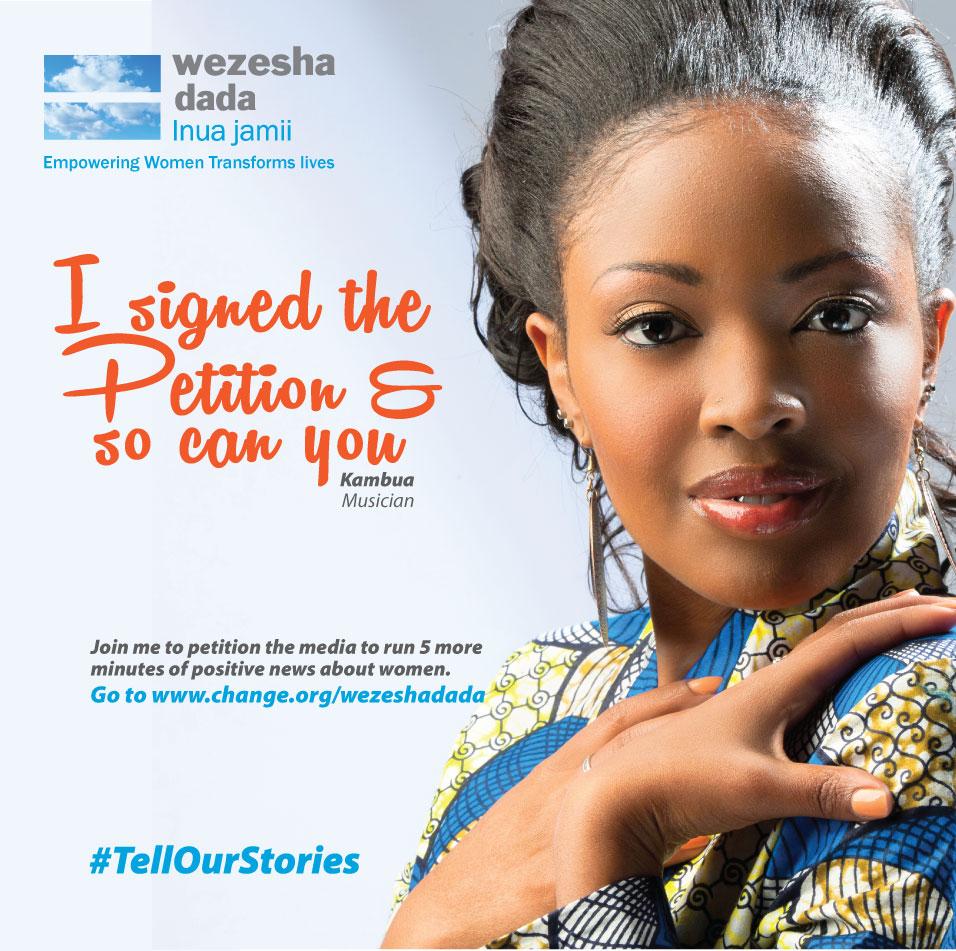 wezesha
dada
Inua jamii
Empowering Women Transforms lives
I signed the
Petition &
so can you
Kambua
Musician
Join me to petition the media to run 5 more
minutes of positive news about women.
Go to www.change.org/wezeshadada
#TellOurStories